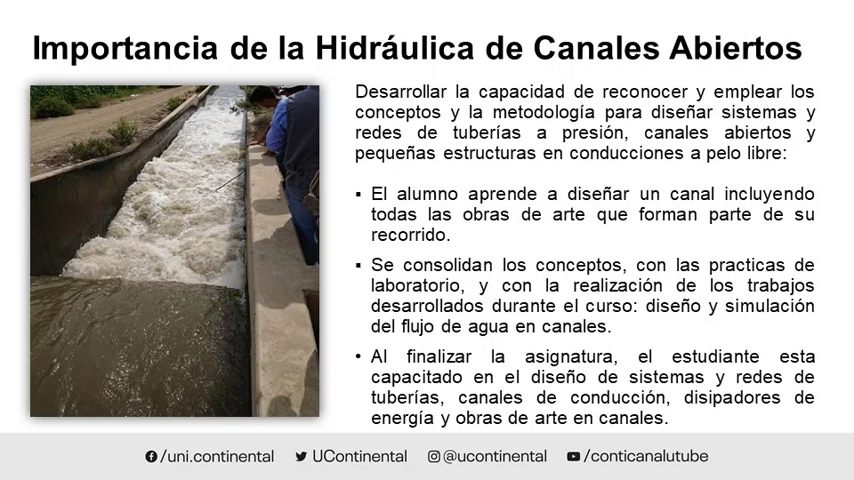 Importancia de la Hidráulica de Canales Abiertos
Desarrollar la capacidad de reconocer y emplear los
conceptos y la metodología para diseñar sistemas y
redes de tuberías a presión, canales abiertos y
pequeñas estructuras en conducciones a pelo libre:
▪ El alumno aprende a diseñar un canal incluyendo
todas las obras de arte que forman parte de su
recorrido.
▪ Se consolidan los conceptos, con las practicas de
laboratorio, y con la realización de los trabajos
desarrollados durante el curso: diseño y simulación
del flujo de agua en canales.
• Al finalizar la asignatura, el estudiante esta
capacitado en el diseño de sistemas y redes de
tuberías, canales de conducción, disipadores de
energía y obras de arte en canales.
/uni.continental UContinental @ucontinental /conticanalutube